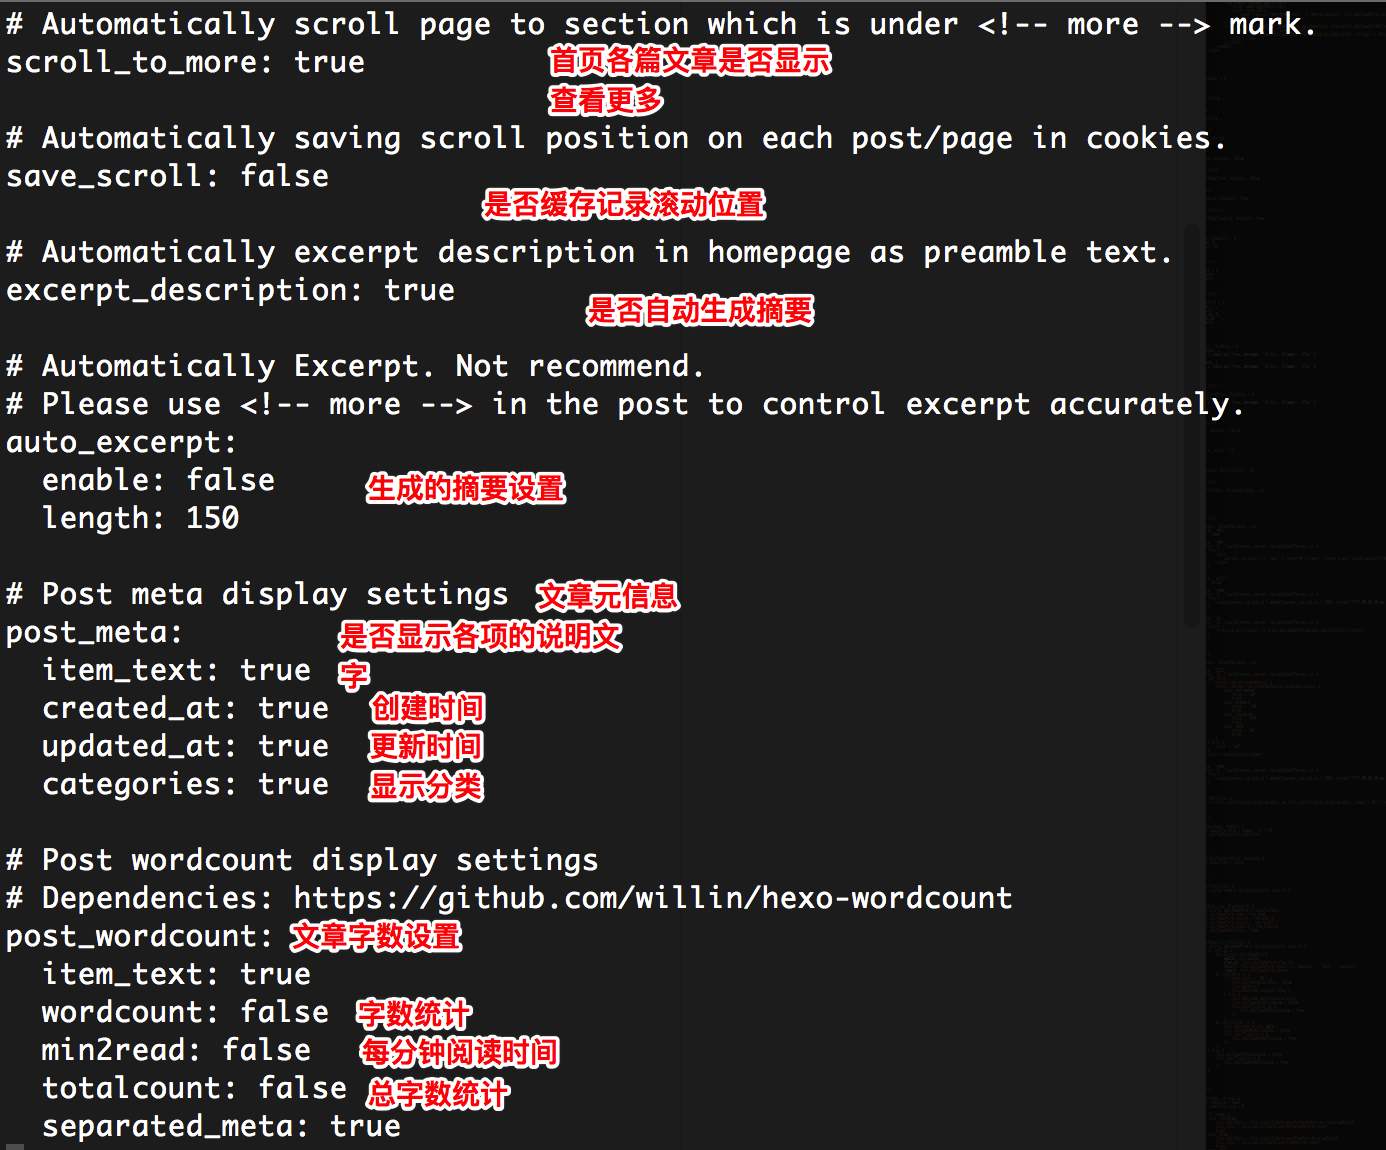 # Automatically scroll page to section which is under <!-- more --> mark.
scroll_to_more: true
首页各篇文章是否显示
查看更多
# Automatically saving scroll position on each post/page in cookies.
save_scroll: false
是否缓存记录滚动位置
# Automatically excerpt description in homepage as preamble text.
excerpt_description: true
是否自动生成摘要
# Automatically Excerpt. Not recommend.
# Please use <!-- more --> in the post to control excerpt accurately.
auto_excerpt:
enable: false
生成的摘要设置
length: 150
# Post meta display settings 文章元信息
post_meta:
是否显示各项的说明文
item_text: true 字
created_at: true 创建时间
updated_at: true 更新时间
categories: true 显示分类
# Post wordcount display settings
# Dependencies: https://github.com/willin/hexo-wordcount
post_wordcount: 文章字数设置
item_text: true
wordcount: false 字数统计
min2read: false 每分钟阅读时间
totalcount: false 总字数统计
separated_meta: true